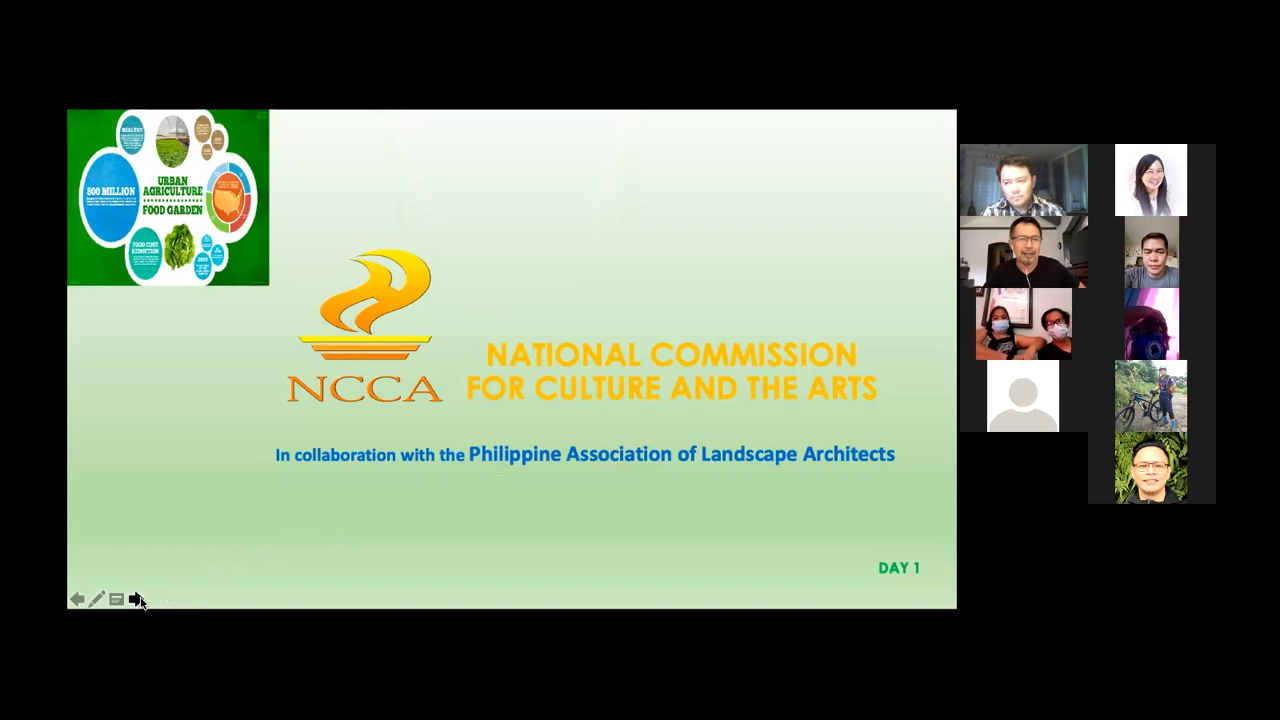 HEALTHY
800 MILLION
URBAN
AGRICULTURE
FOOD GARDEN
FOOD COST
REDUCTION
NCCA
NATIONAL COMMISSION
FOR CULTURE AND THE ARTS
In collaboration with the Philippine Association of Landscape Architects
DAY 1